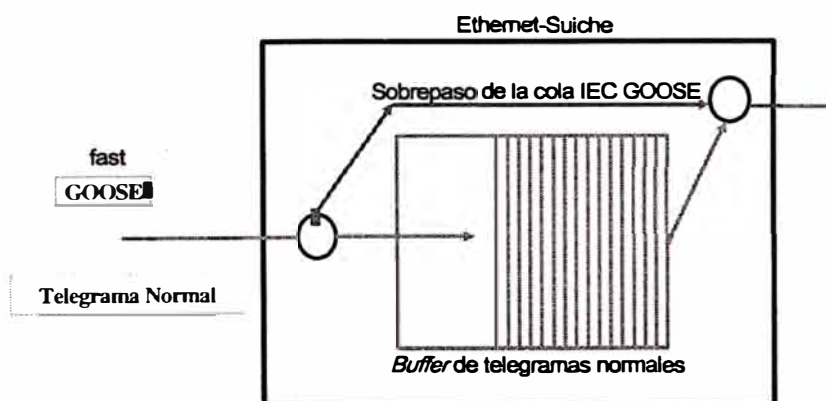 Ethernet-Suiche
Sobrepaso de la cola IEC GOOSE
fast
GOOSE
Telegrama Normal
Buffer de telegramas normales